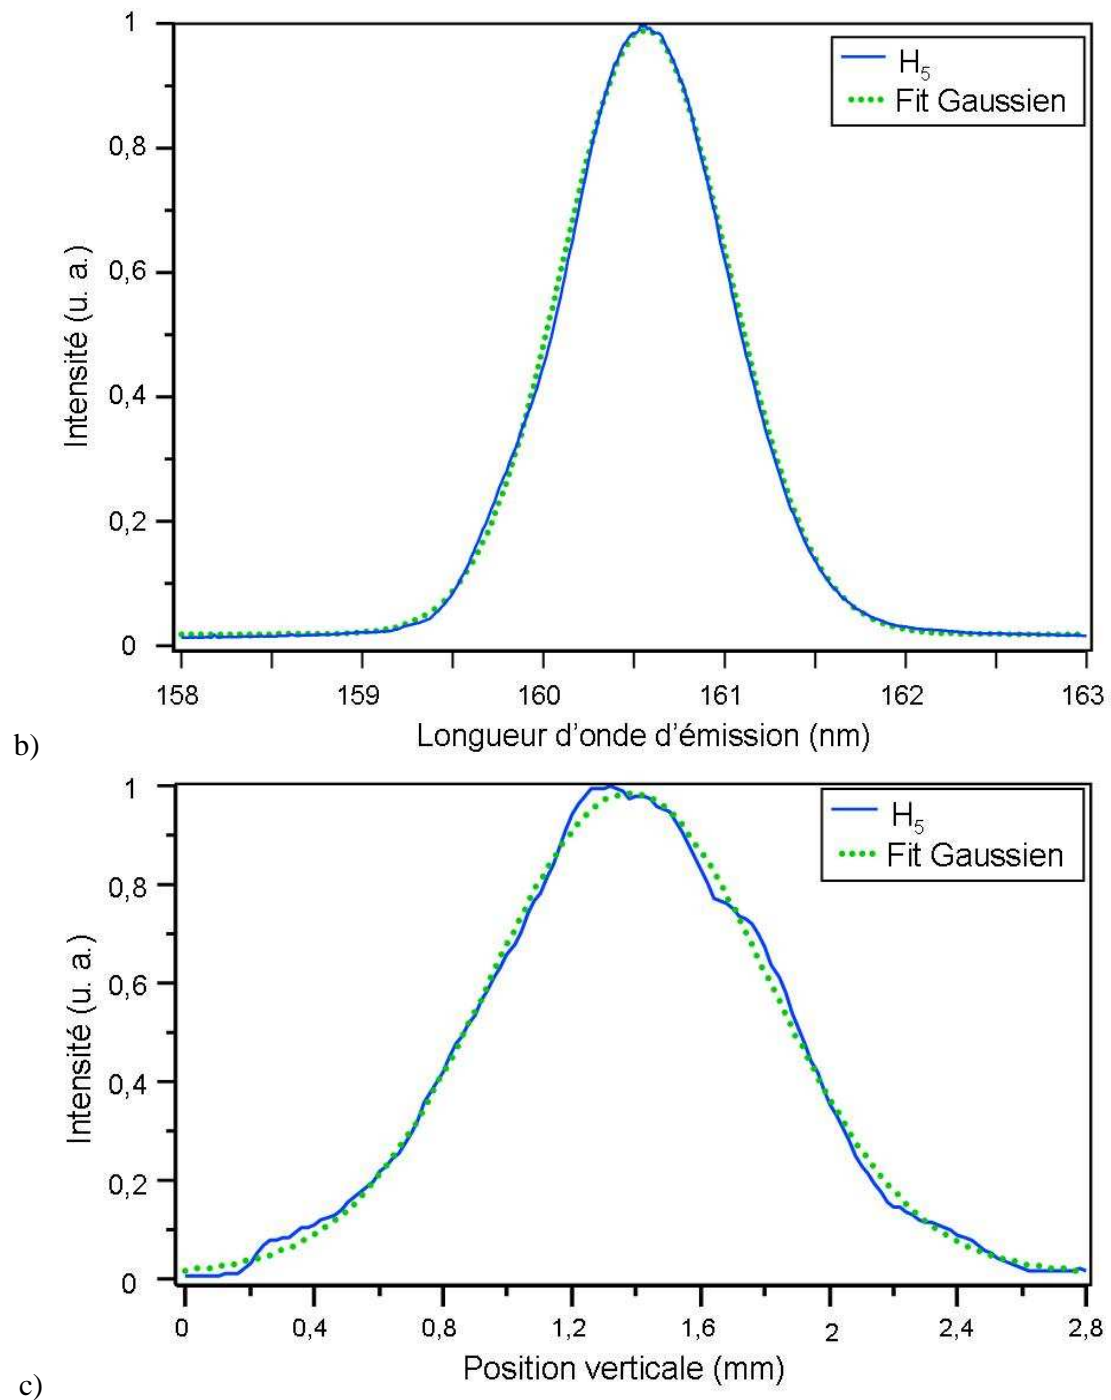 1
0,8
0,6
0,4
0,2
0
Intensité (u. a.)
H5
Fit Gaussien
158
159
160
161
162
163
Longueur d'onde d'émission (nm)
b)
1
0,8
0,6
0,4
0,2
0
Intensité (u. a.)
H5
Fit Gaussien
0
0,4
0,8
1,2
1,6
2
2,4
2,8
Position verticale (mm)
c)